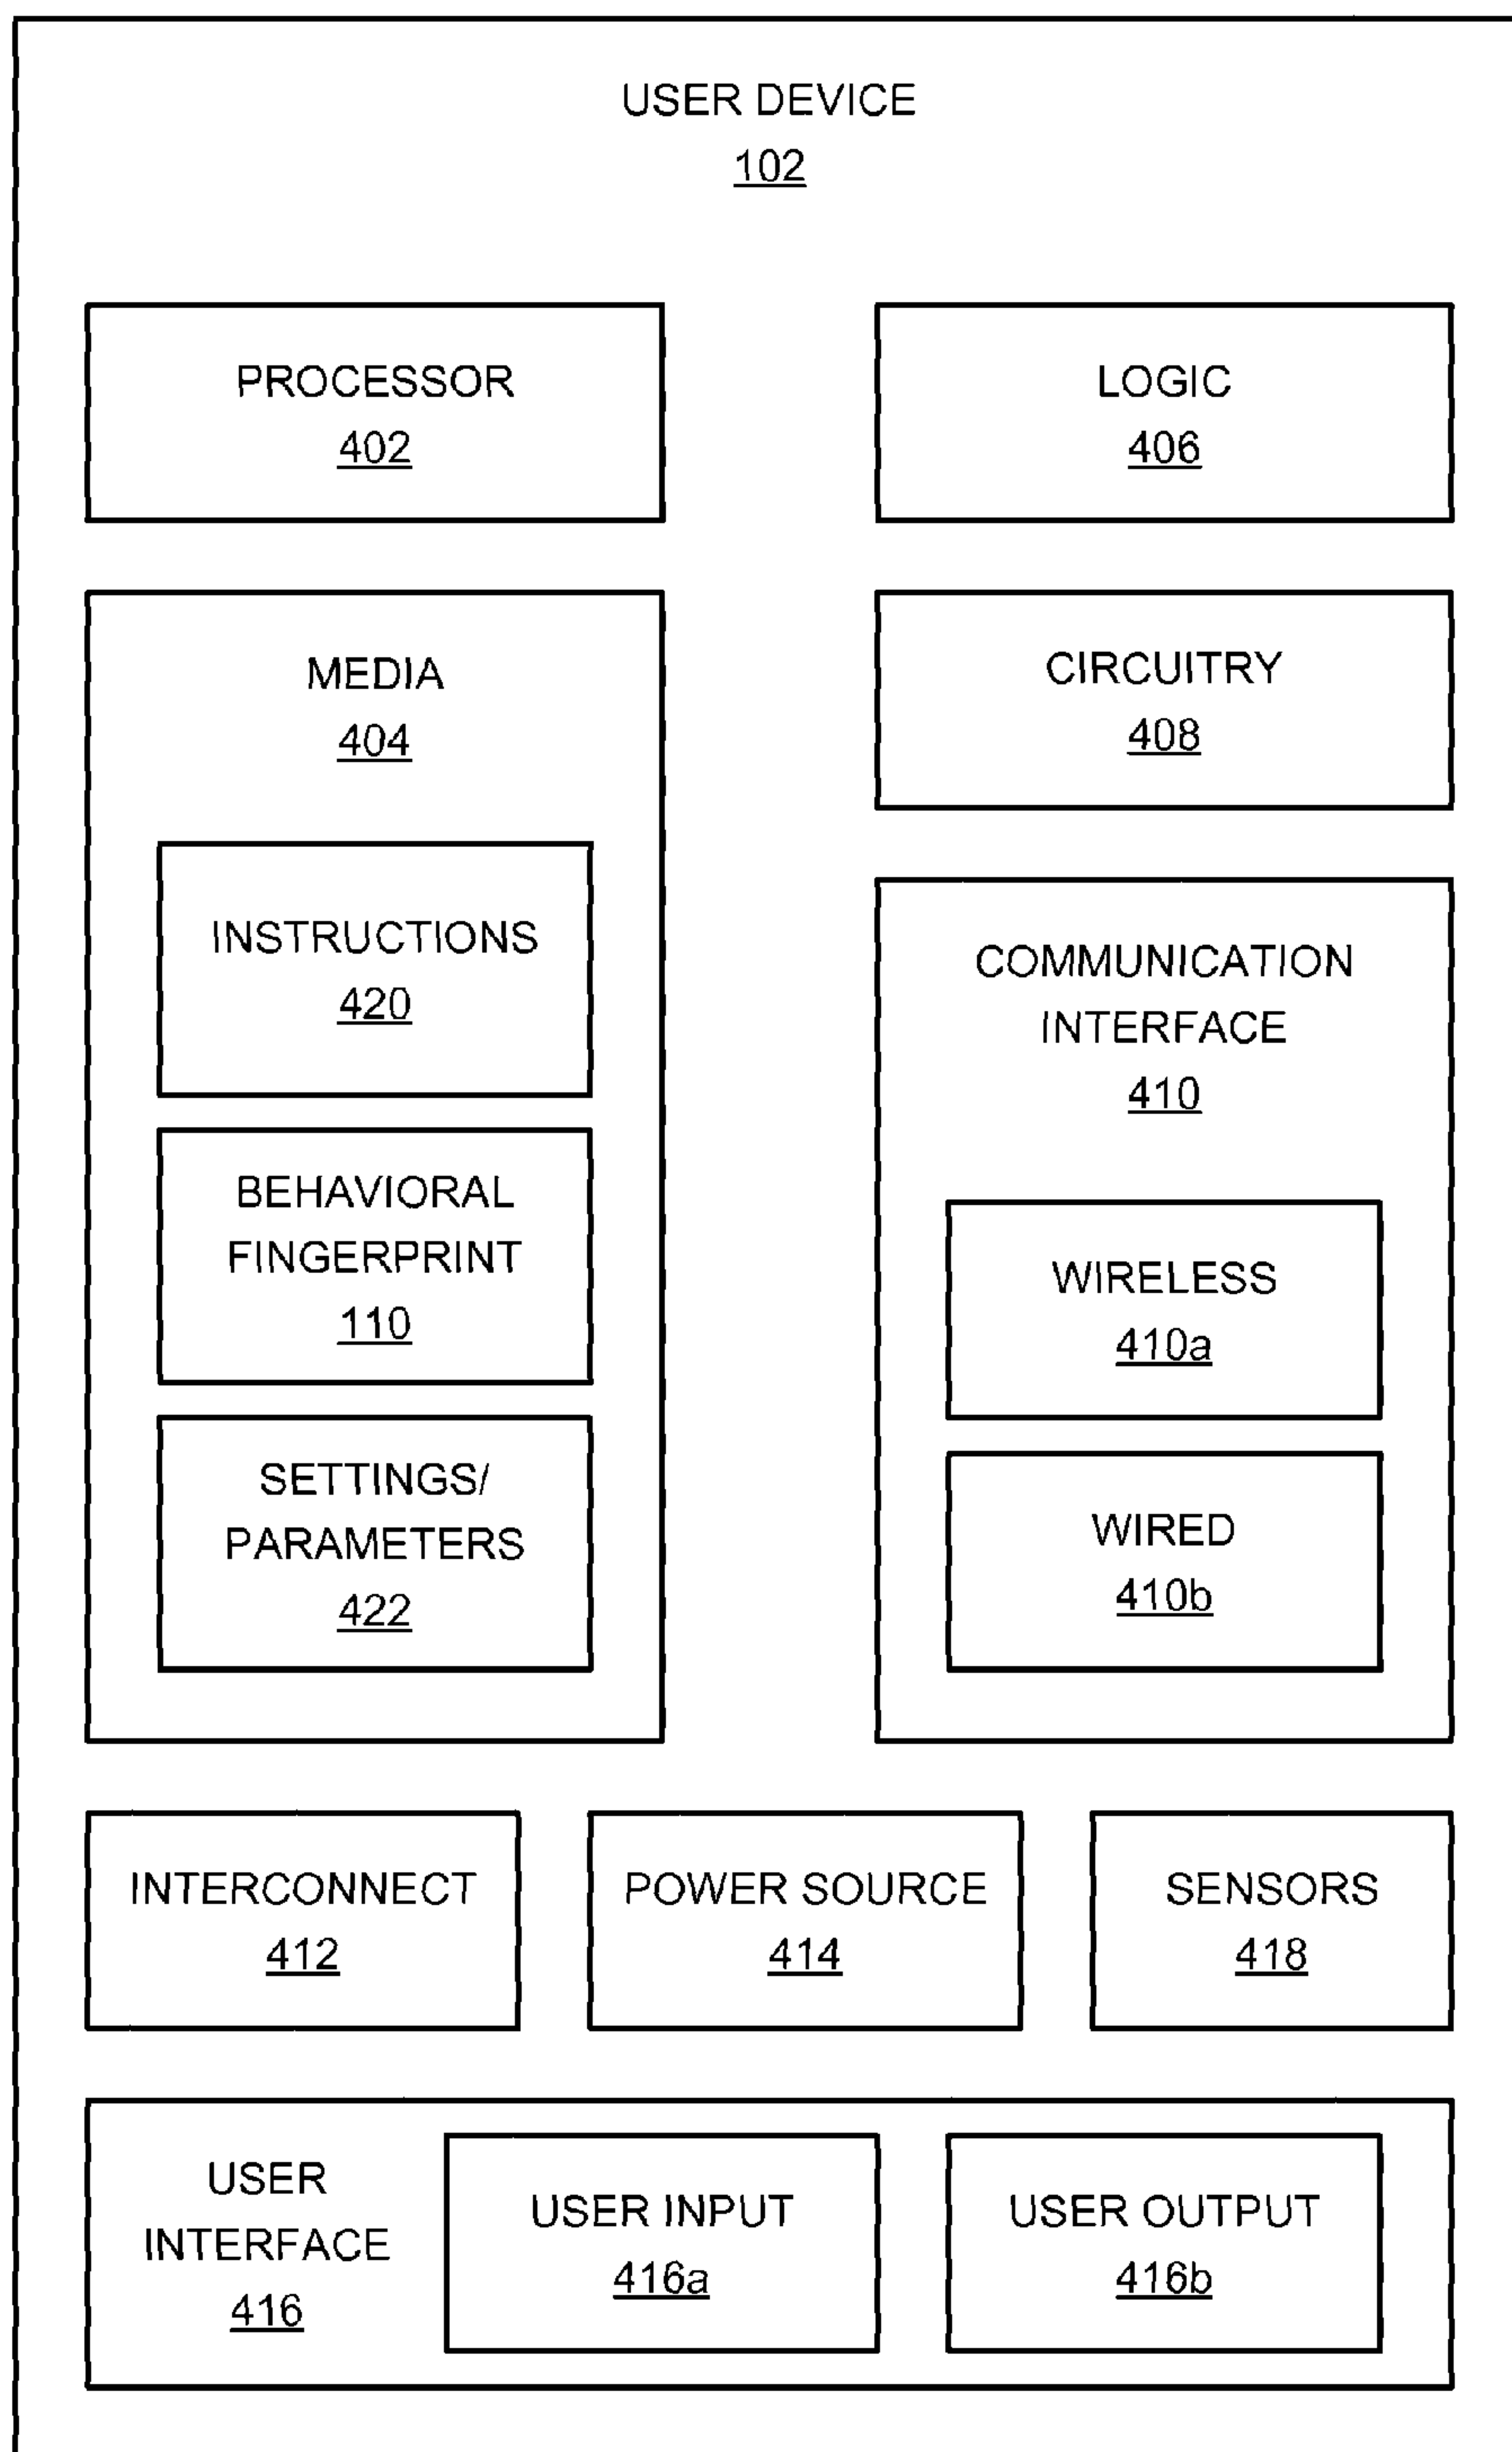 USER DEVICE
102
PROCESSOR
402
LOGIC
406
MEDIA
404
INSTRUCTIONS
420
BEHAVIORAL
FINGERPRINT
110
SETTINGS/
PARAMETERS
422
CIRCUITRY
408
COMMUNICATION
INTERFACE
410
WIRELESS
410a
WIRED
410b
INTERCONNECT
412
POWER SOURCE
414
SENSORS
418
USER
INTERFACE
416
USER INPUT
416a
USER OUTPUT
416b